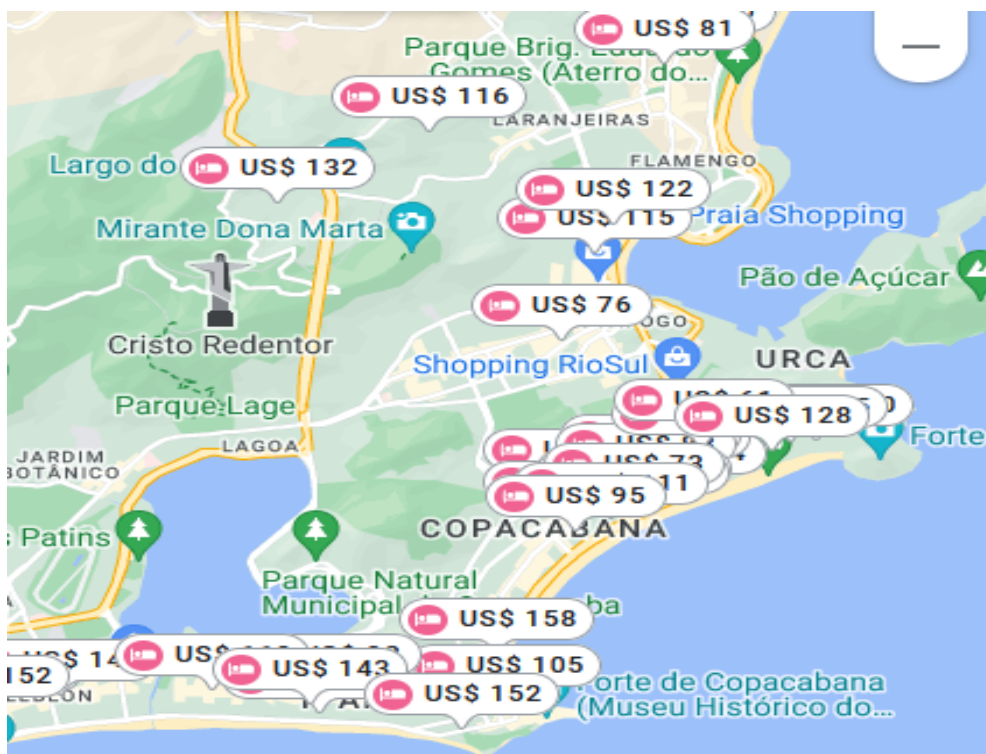 US$ 81
Parque Brig.
Gomes (Aterro do...
US$ 116
LARANJEIRAS
Largo do
US$ 132
FLAMENGO
US$ 122
US$ 115
Praia Shopping
Mirante Dona Marta
Pão de Açúcar
US$ 76
OGO
Cristo Redentor
Shopping RioSul
URCA
Parque Lage
US$ 128
LAGOA
Forte
JARDIM
BOTÂNICO
US$ 73
11
US$ 95
COPACABANA
s Patins
Parque Natural
Municipal
ba
US$ 158
152
US$ 143
US$ 105
US$ 152
Forte de Copacabana
(Museu Histórico do...